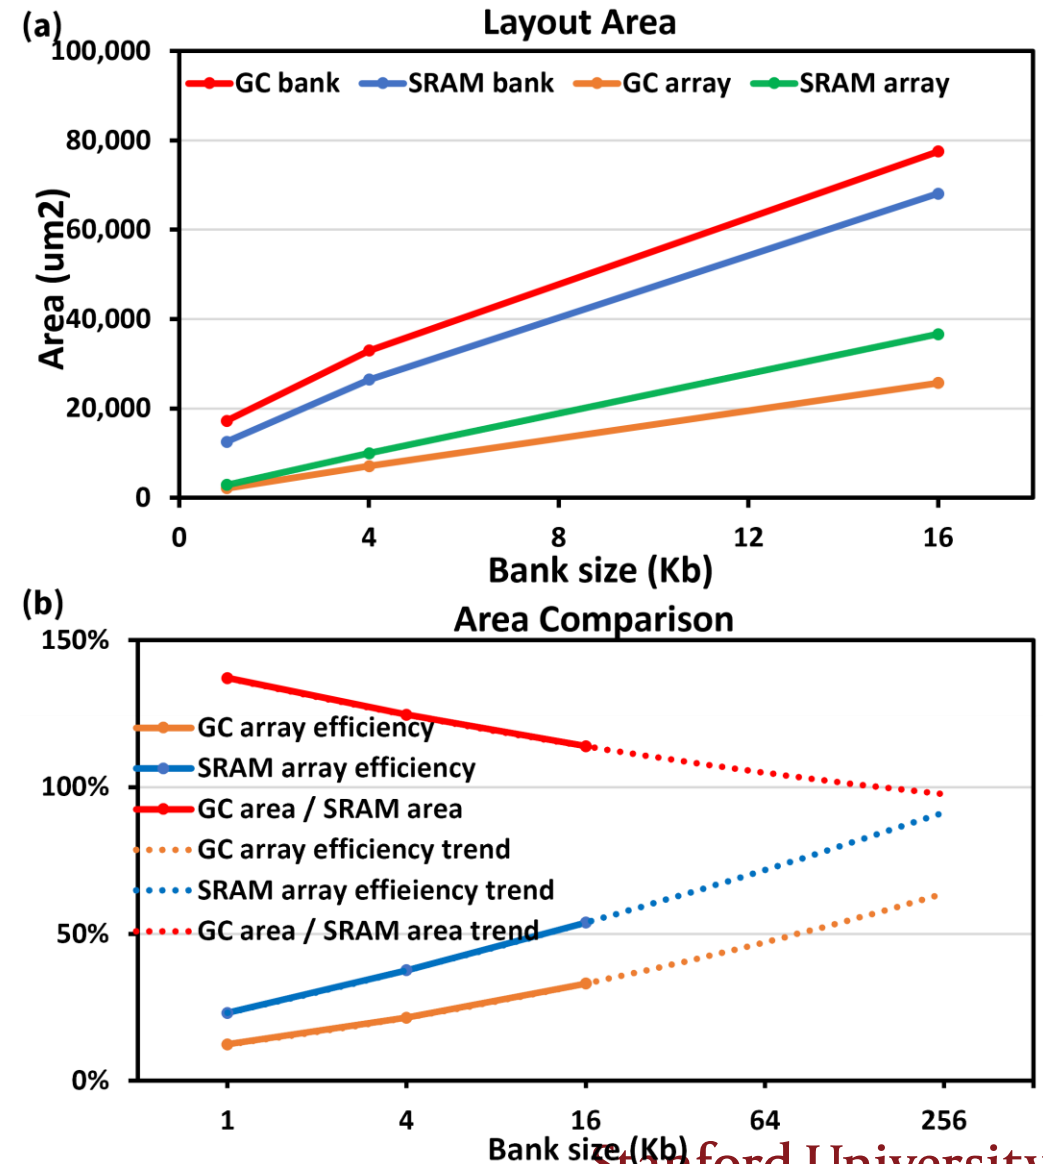 (a)
Layout Area
100,000
GC bank SRAM bank GC array SRAM array
80,000
60,000
40,000
20,000
0
Area (um2)
0 4 8 12 16
Bank size (Kb)
(b)
Area Comparison
150%
GC array efficiency
SRAM array efficiency
100%
GC area / SRAM area
GC array efficiency trend
SRAM array effieiency trend
GC area / SRAM area trend
50%
0%
1 4 16 64 256
Bank size (Kb)
Stanford University